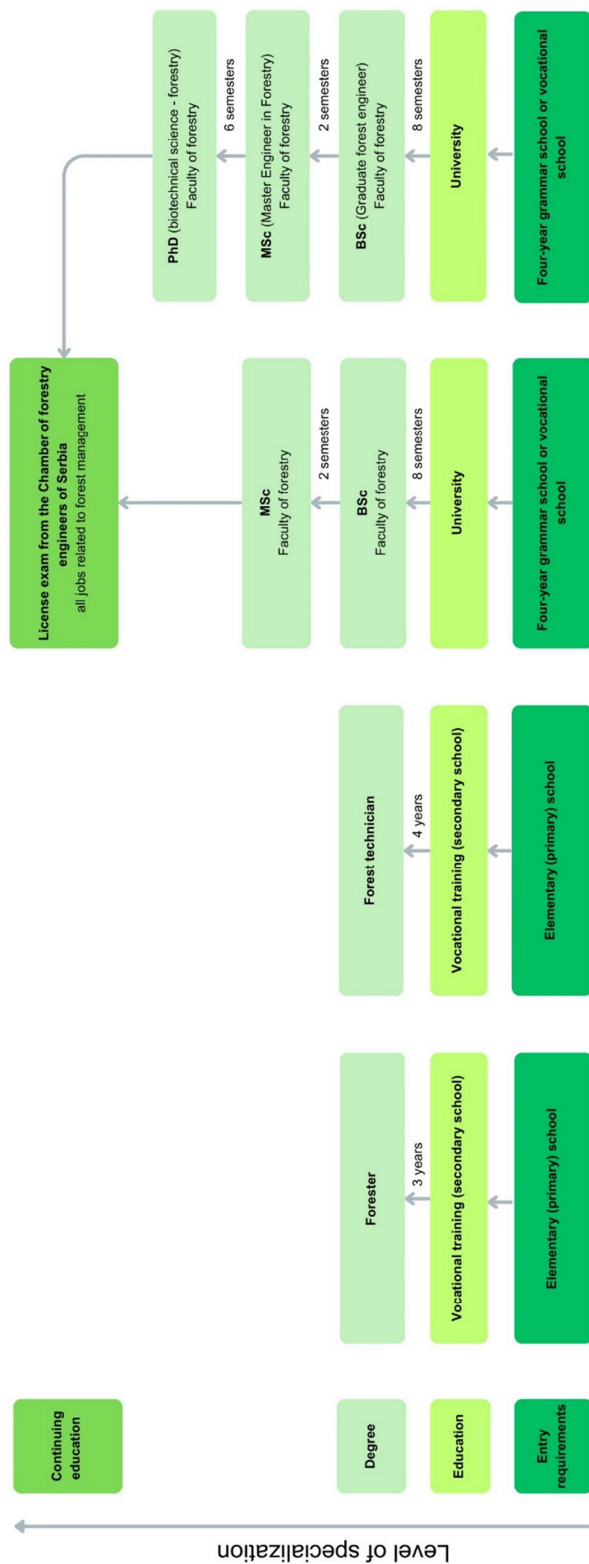 Level of specialization
Continuing
education
Degree
Education
Entry
requirements
Forester
3 years
Vocational training (secondary school)
Elementary (primary) school
Forest technician
4 years
Vocational training (secondary school)
Elementary (primary) school
License exam from the Chamber of forestry
engineers of Serbia
all jobs related to forest management
MSc
Faculty of forestry
2 semesters
BSc
Faculty of forestry
8 semesters
University
Four-year grammar school or vocational
school
PhD (biotechnical science - forestry)
Faculty of forestry
6 semesters
MSc (Master Engineer in Forestry)
Faculty of forestry
2 semesters
BSc (Graduate forest engineer)
Faculty of forestry
8 semesters
University
Four-year grammar school or vocational
school